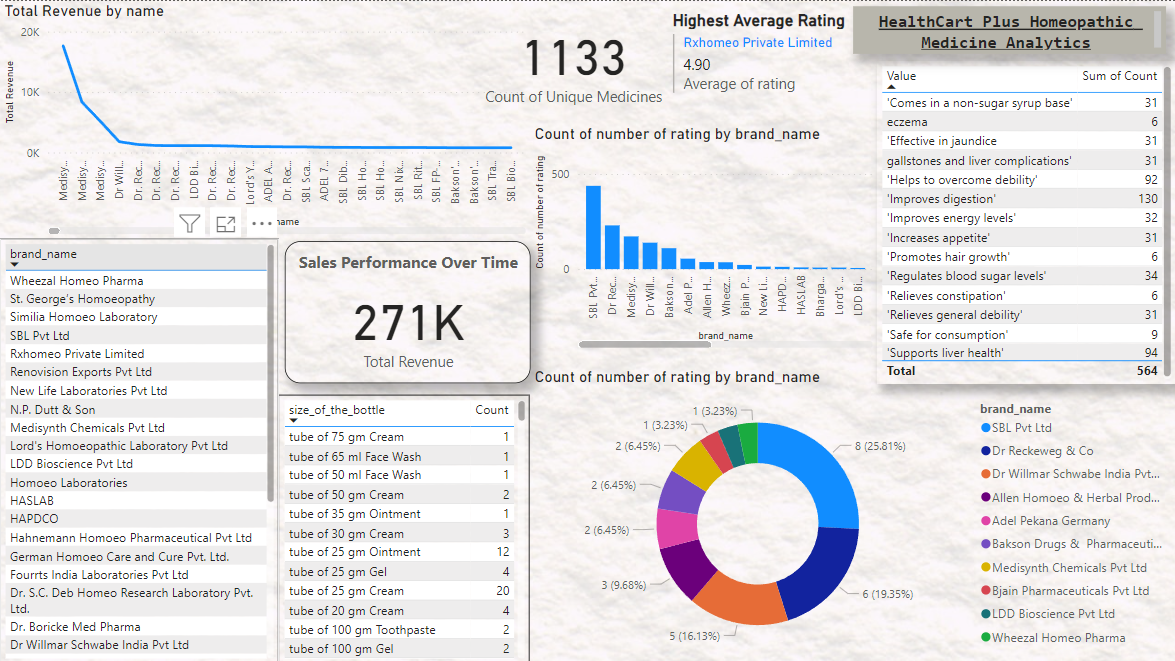 Total Revenue by name
20K
10K
0K
Total Revenue
Medisy...
Medisy...
Medisy...
Dr Will...
Dr. Rec...
Dr. Rec...
Dr. Rec...
LDD Bi...
Dr. Rec...
Dr. Rec...
Lord's Y...
ADEL A...
Dr. Rec...
SBL Sca...
ADEL 7...
SBL Dib...
SBL Ho...
SBL Ho...
SBL Nix...
SBL Rit...
SBL FP-...
Bakson'...
Bakson'...
SBL Tra...
SBL Bio...
name
1133
Count of Unique Medicines
Highest Average Rating
Rxhomeo Private Limited
4.90
Average of rating
HealthCart Plus Homeopathic
Medicine Analytics
Value Sum of Count
'Comes in a non-sugar syrup base' 31
eczema 6
'Effective in jaundice 31
gallstones and liver complications' 31
'Helps to overcome debility' 92
'Improves digestion' 130
'Improves energy levels' 32
'Increases appetite' 31
'Promotes hair growth' 6
'Regulates blood sugar levels' 34
'Relieves constipation' 6
'Relieves general debility' 31
'Safe for consumption' 9
'Supports liver health' 94
Total 564
Count of number of rating by brand_name
500
0
Count of number of rating
SBL Pvt...
Dr Rec...
Medisy...
Dr Will...
Bakson...
Adel P...
Allen H...
Wheez...
Bjain P...
New Li...
HAPD...
HASLAB
Bharga...
Lord's ...
LDD Bi...
brand_name
brand_name
Wheezal Homeo Pharma
St. George's Homoeopathy
Similia Homoeo Laboratory
SBL Pvt Ltd
Rxhomeo Private Limited
Renovision Exports Pvt Ltd
New Life Laboratories Pvt Ltd
N.P. Dutt & Son
Medisynth Chemicals Pvt Ltd
Lord's Homoeopathic Laboratory Pvt Ltd
LDD Bioscience Pvt Ltd
Homoeo Laboratories
HASLAB
HAPDCO
Hahnemann Homoeo Pharmaceutical Pvt Ltd
German Homoeo Care and Cure Pvt. Ltd.
Fourrts India Laboratories Pvt Ltd
Dr. S.C. Deb Homeo Research Laboratory Pvt.
Ltd.
Dr. Boricke Med Pharma
Dr Willmar Schwabe India Pvt Ltd
Sales Performance Over Time
271K
Total Revenue
size_of_the_bottle Count
tube of 75 gm Cream 1
tube of 65 ml Face Wash 1
tube of 50 ml Face Wash 1
tube of 50 gm Cream 2
tube of 35 gm Ointment 1
tube of 30 gm Cream 3
tube of 25 gm Ointment 12
tube of 25 gm Gel 4
tube of 25 gm Cream 20
tube of 20 gm Cream 4
tube of 100 gm Toothpaste 2
tube of 100 gm Gel 2
Count of number of rating by brand_name
8 (25.81%)
6 (19.35%)
5 (16.13%)
3 (9.68%)
2 (6.45%)
2 (6.45%)
2 (6.45%)
1 (3.23%)
1 (3.23%)
brand_name
SBL Pvt Ltd
Dr Reckeweg & Co
Dr Willmar Schwabe India Pvt...
Allen Homoeo & Herbal Prod...
Adel Pekana Germany
Bakson Drugs & Pharmaceuti...
Medisynth Chemicals Pvt Ltd
Bjain Pharmaceuticals Pvt Ltd
LDD Bioscience Pvt Ltd
Wheezal Homeo Pharma